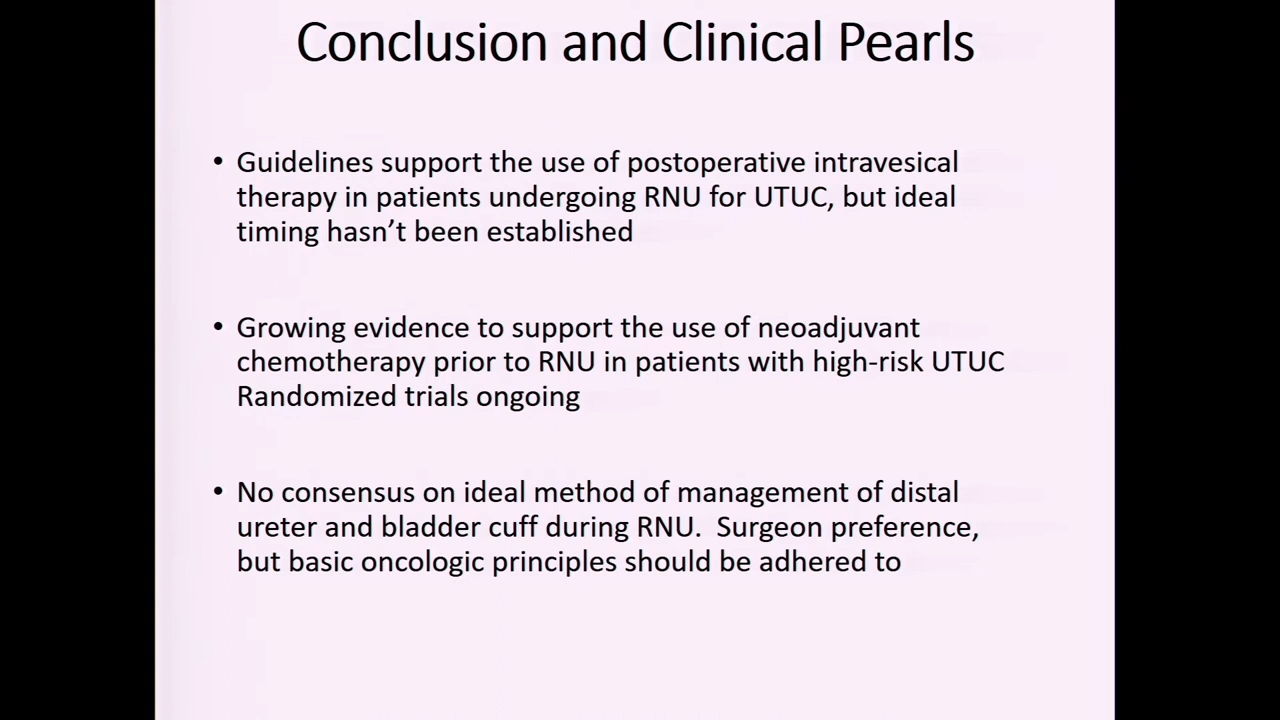 Conclusion and Clinical Pearls
• Guidelines support the use of postoperative intravesical
therapy in patients undergoing RNU for UTUC, but ideal
timing hasn’t been established
• Growing evidence to support the use of neoadjuvant
chemotherapy prior to RNU in patients with high-risk UTUC
Randomized trials ongoing
• No consensus on ideal method of management of distal
ureter and bladder cuff during RNU.  Surgeon preference,
but basic oncologic principles should be adhered to